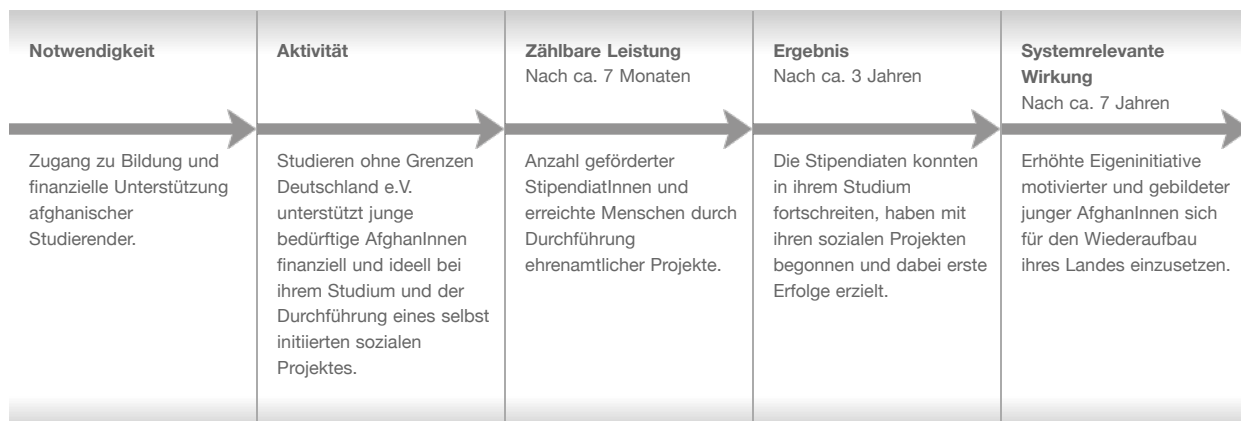 Notwendigkeit
Zugang zu Bildung und
finanzielle Unterstützung
afghanischer
Studierender.
Aktivität
Studieren ohne Grenzen
Deutschland e.V.
unterstützt junge
bedürftige AfghanInnen
finanziell und ideell bei
ihrem Studium und der
Durchführung eines selbst
initiierten sozialen
Projektes.
Zählbare Leistung
Nach ca. 7 Monaten
Anzahl geförderter
StipendiatInnen und
erreichte Menschen durch
Durchführung
ehrenamtlicher Projekte.
Ergebnis
Nach ca. 3 Jahren
Die Stipendiaten konnten
in ihrem Studium
fortschreiten, haben mit
ihren sozialen Projekten
begonnen und dabei erste
Erfolge erzielt.
Systemrelevante
Wirkung
Nach ca. 7 Jahren
Erhöhte Eigeninitiative
motivierter und gebildeter
junger AfghanInnen sich
für den Wiederaufbau
ihres Landes einzusetzen.